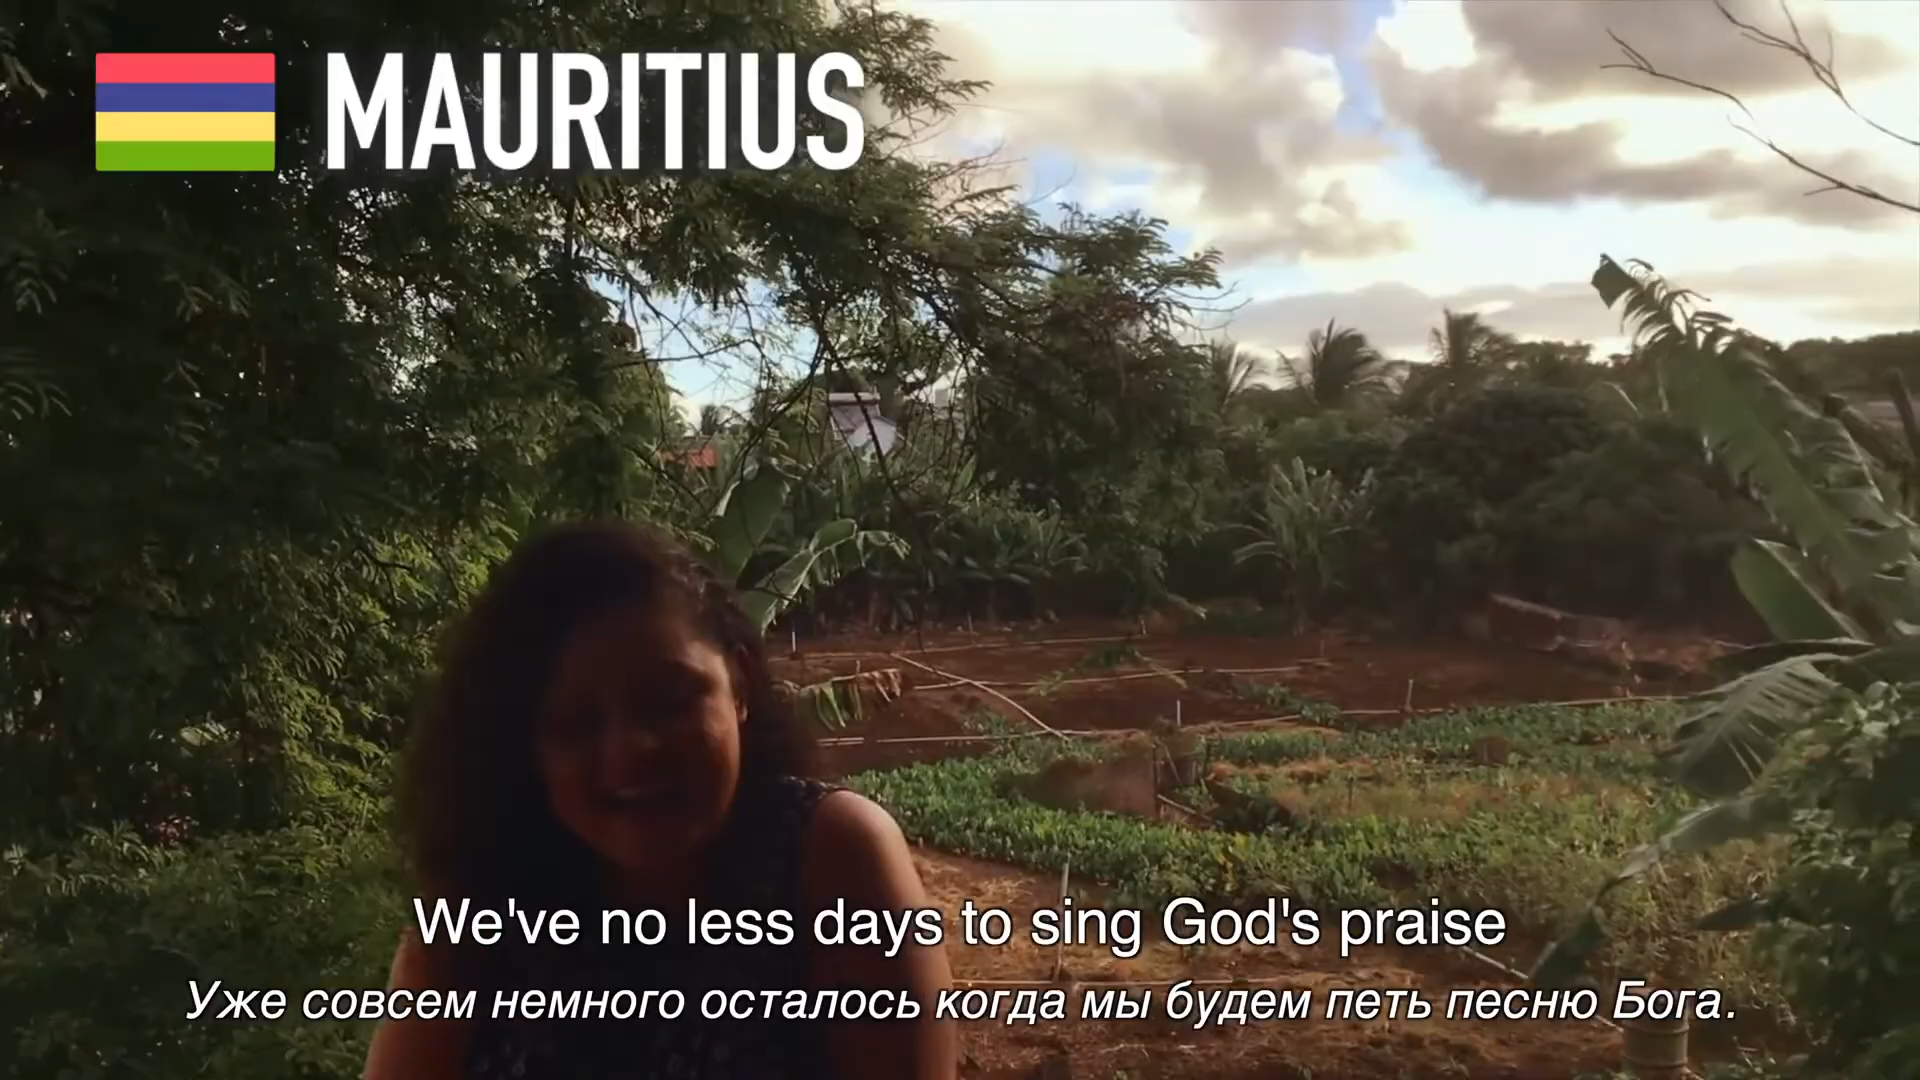 MAURITIUS
We've no less days to sing God's praise
Уже совсем немного осталось когда мы будем петь песню Бога.